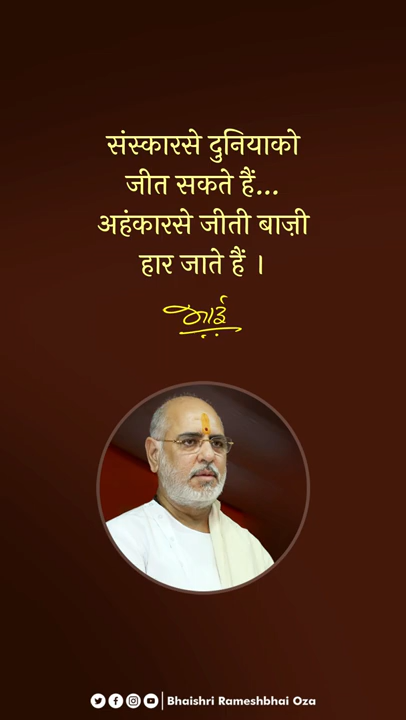 संस्कारसे दुनियाको
जीत सकते हैं...
अहंकारसे जीती बाज़ी
हार जाते हैं ।
भाई
Bhaishri Rameshbhai Oza